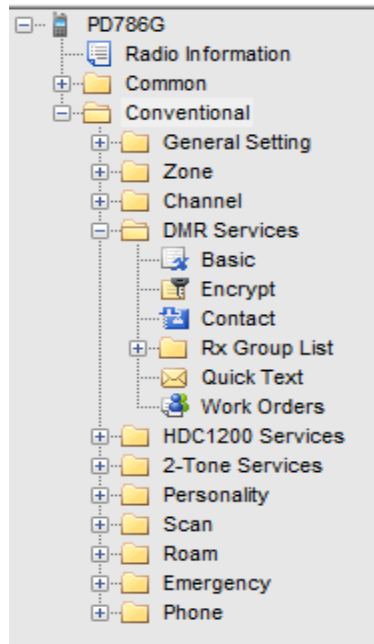 PD786G
Radio Information
Common
Conventional
General Setting
Zone
Channel
DMR Services
Basic
Encrypt
Contact
Rx Group List
Quick Text
Work Orders
HDC1200 Services
2-Tone Services
Personality
Scan
Roam
Emergency
Phone